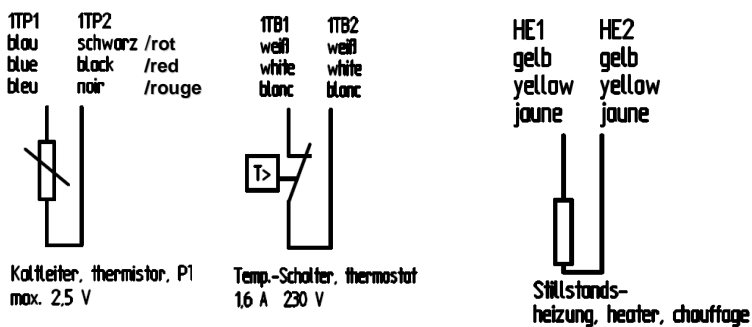 1TP1 1TP2
blau schwarz /rot
blue black /red
bleu noir /rouge
Kaltleiter, thermistor, PT
max. 2,5 V
1TB1 1TB2
weiß weiß
white white
blanc blanc
T>
Temp.-Schalter, thermostat
1,6 A 230 V
HE1 HE2
gelb gelb
yellow yellow
jaune jaune
Stillstands-
heizung, heater, chauffage